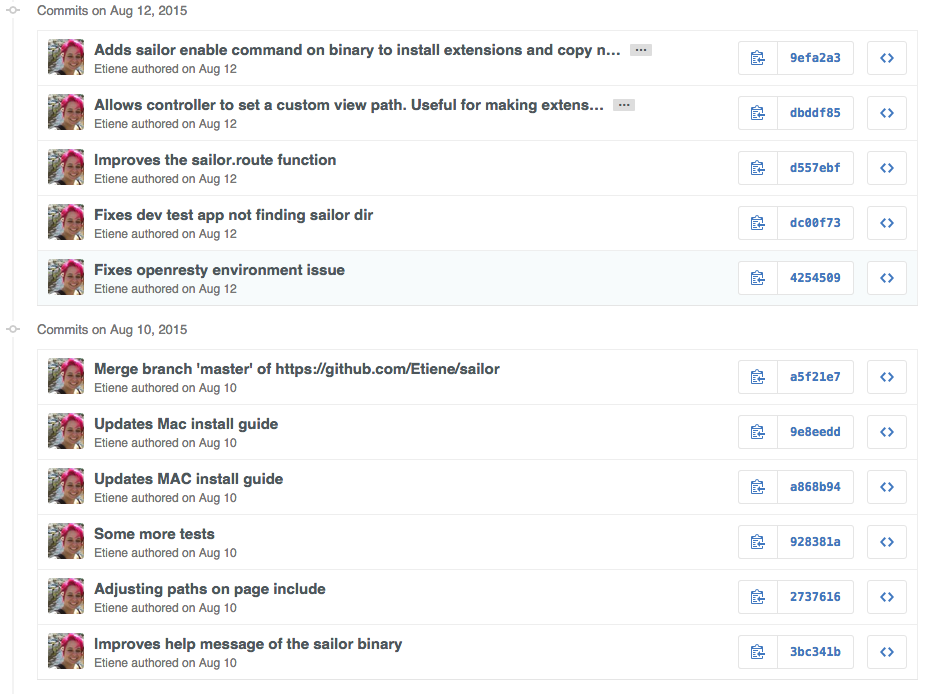 Commits on Aug 12, 2015
Adds sailor enable command on binary to install extensions and copy n… …
Etiene authored on Aug 12
9efa2a3
Allows controller to set a custom view path. Useful for making extens… …
Etiene authored on Aug 12
dbddf85
Improves the sailor.route function
Etiene authored on Aug 12
d557ebf
Fixes dev test app not finding sailor dir
Etiene authored on Aug 12
dc00f73
Fixes openresty environment issue
Etiene authored on Aug 12
4254509
Commits on Aug 10, 2015
Merge branch 'master' of https://github.com/Etiene/sailor
Etiene authored on Aug 10
a5f21e7
Updates Mac install guide
Etiene authored on Aug 10
9e8eedd
Updates MAC install guide
Etiene authored on Aug 10
a868b94
Some more tests
Etiene authored on Aug 10
928381a
Adjusting paths on page include
Etiene authored on Aug 10
2737616
Improves help message of the sailor binary
Etiene authored on Aug 10
3bc341b